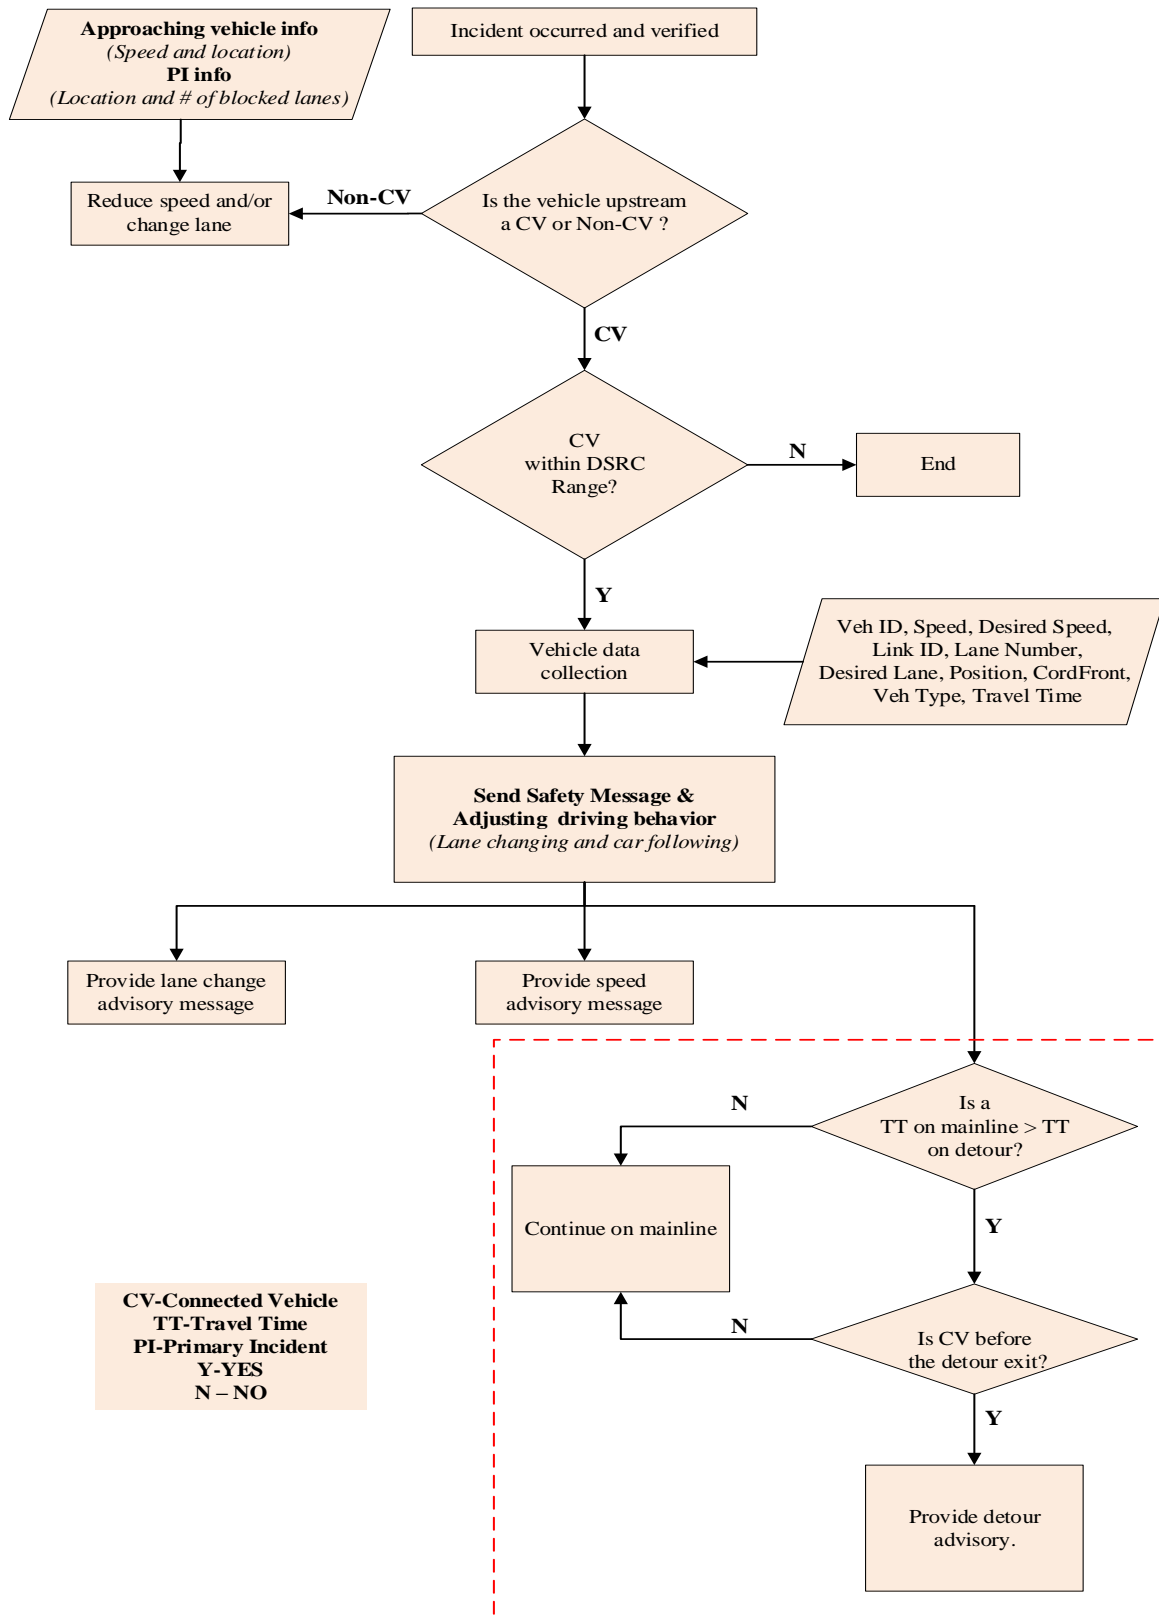 Approaching vehicle info
(Speed and location)
PI info
(Location and # of blocked lanes)
Incident occurred and verified
Reduce speed and/or
change lane
Non-CV
Is the vehicle upstream
a CV or Non-CV ?
CV
CV
within DSRC
Range?
N
End
Y
Vehicle data
collection
Veh ID, Speed, Desired Speed,
Link ID, Lane Number,
Desired Lane, Position, CordFront,
Veh Type, Travel Time
Send Safety Message &
Adjusting driving behavior
(Lane changing and car following)
Provide lane change
advisory message
Provide speed
advisory message
Is a
TT on mainline > TT
on detour?
N
Continue on mainline
Y
Is CV before
the detour exit?
N
Y
Provide detour
advisory.
CV-Connected Vehicle
TT-Travel Time
PI-Primary Incident
Y-YES
N – NO